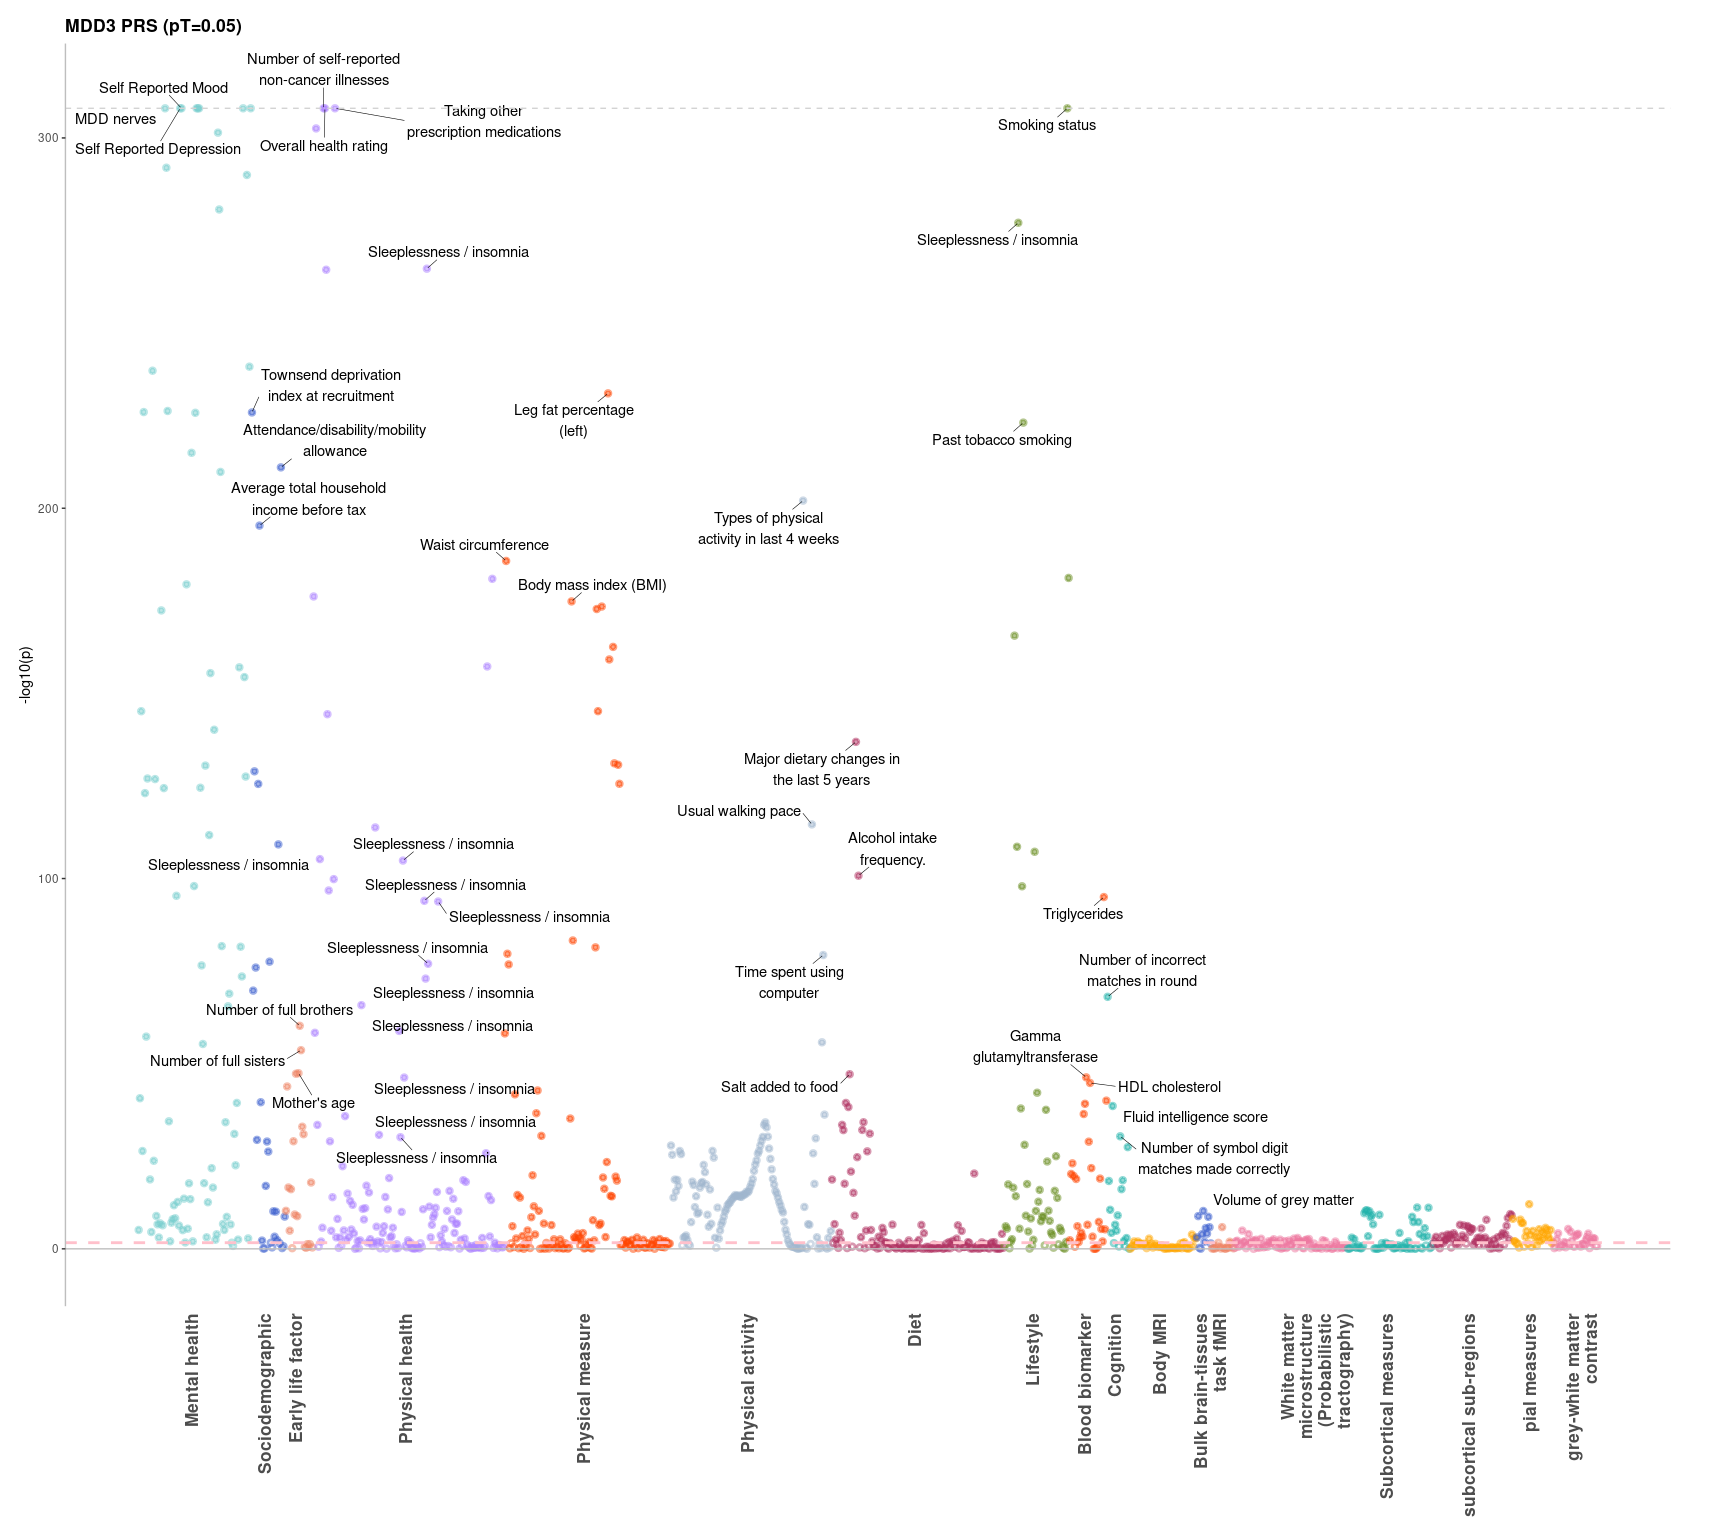 MDD3 PRS (pT=0.05)
Number of self-reported
non-cancer illnesses
Self Reported Mood
MDD nerves
Self Reported Depression
Overall health rating
Taking other
prescription medications
Smoking status
300
Sleeplessness / insomnia
Sleeplessness / insomnia
Townsend deprivation
index at recruitment
Attendance/disability/mobility
allowance
Average total household
income before tax
Leg fat percentage
(left)
Past tobacco smoking
200
Types of physical
activity in last 4 weeks
Waist circumference
Body mass index (BMI)
-log10(p)
Major dietary changes in
the last 5 years
Usual walking pace
Alcohol intake
frequency.
Sleeplessness / insomnia
Sleeplessness / insomnia
100
Sleeplessness / insomnia
Sleeplessness / insomnia
Triglycerides
Sleeplessness / insomnia
Time spent using
computer
Number of incorrect
matches in round
Sleeplessness / insomnia
Number of full brothers
Sleeplessness / insomnia
Gamma
glutamyltransferase
Number of full sisters
Salt added to food
HDL cholesterol
Sleeplessness / insomnia
Mother's age
Sleeplessness / insomnia
Fluid intelligence score
Sleeplessness / insomnia
Number of symbol digit
matches made correctly
Volume of grey matter
0
Mental health
Sociodemographic
Early life factor
Physical health
Physical measure
Physical activity
Diet
Lifestyle
Blood biomarker
Cognition
Body MRI
Bulk brain-tissues
task fMRI
White matter
microstructure
(Probabilistic
tractography)
Subcortical measures
subcortical sub-regions
pial measures
grey-white matter
contrast